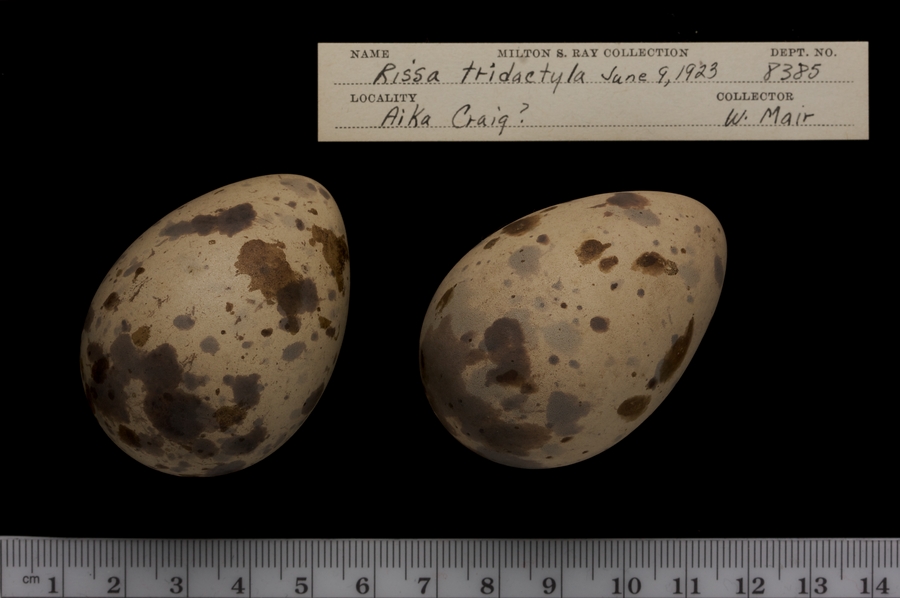 NAME MILTON S. RAY COLLECTION DEPT. NO.
Rissa tridactyla June 9, 1923 8385
LOCALITY COLLECTOR
Aika Craig? W. Mair
cm 1 2 3 4 5 6 7 8 9 10 11 12 13 14